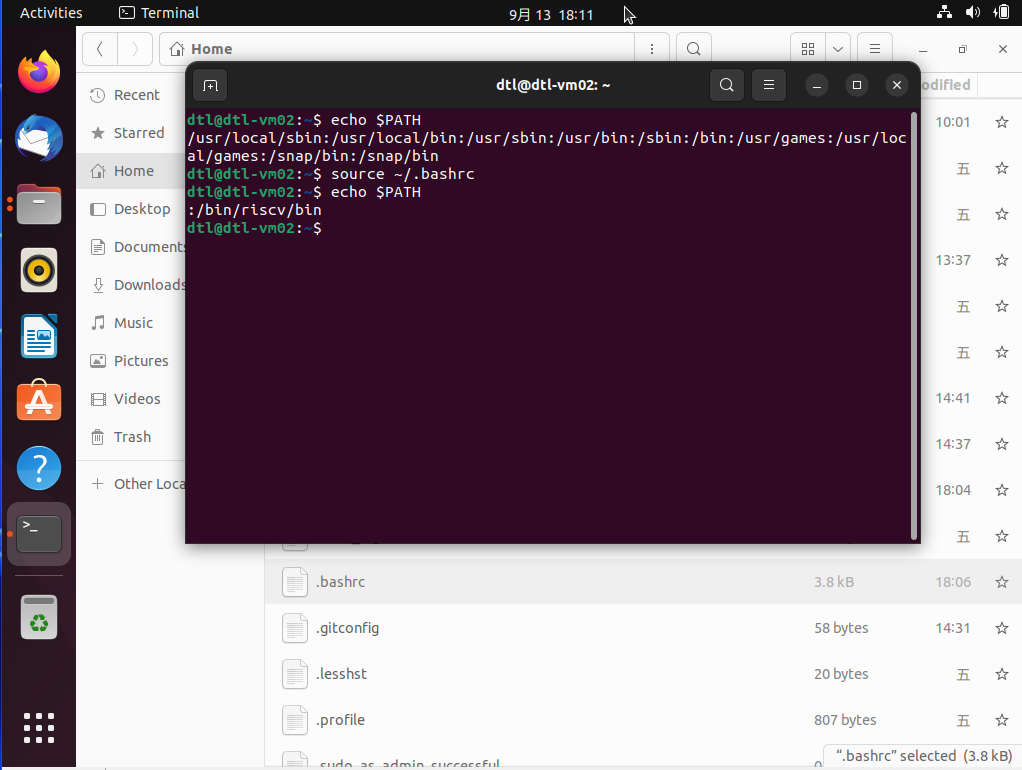 Activities
Terminal
9月 13 18:11
Home
dtl@dtl-vm02: ~
odified
Recent
Starred
Home
Desktop
Documents
Downloads
Music
Pictures
Videos
Trash
Other Loca
dtl@dtl-vm02:~$ echo $PATH
/usr/local/sbin:/usr/local/bin:/usr/sbin:/usr/bin:/sbin:/bin:/usr/games:/usr/loc
al/games:/snap/bin:/snap/bin
dtl@dtl-vm02:~$ source ~/.bashrc
dtl@dtl-vm02:~$ echo $PATH
:/bin/riscv/bin
dtl@dtl-vm02:~$
10:01
五
五
13:37
五
五
14:41
14:37
18:04
五
.bashrc 3.8 kB 18:06
.gitconfig 58 bytes 14:31
.lesshst 20 bytes 五
.profile 807 bytes 五
.sudo_as_admin_successful 0
“.bashrc” selected (3.8 kB)